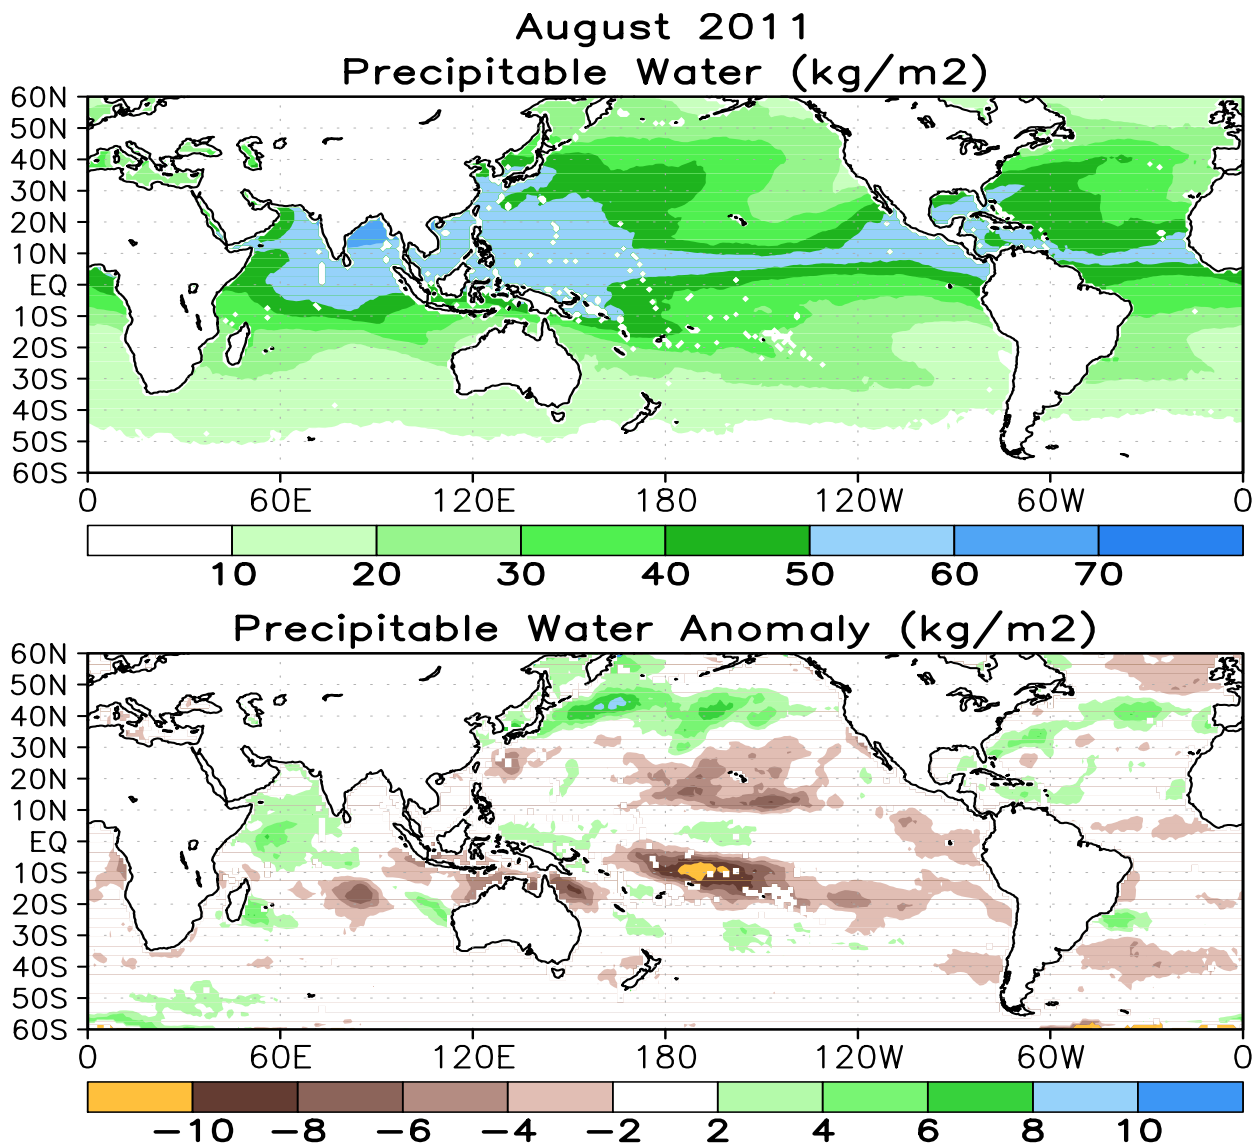 August 2011
Precipitable Water (kg/m2)
60N
50N
40N
30N
20N
10N
EQ
10S
20S
30S
40S
50S
60S
0 60E 120E 180 120W 60W 0
10 20 30 40 50 60 70
Precipitable Water Anomaly (kg/m2)
60N
50N
40N
30N
20N
10N
EQ
10S
20S
30S
40S
50S
60S
0 60E 120E 180 120W 60W 0
−10 −8 −6 −4 −2 2 4 6 8 10